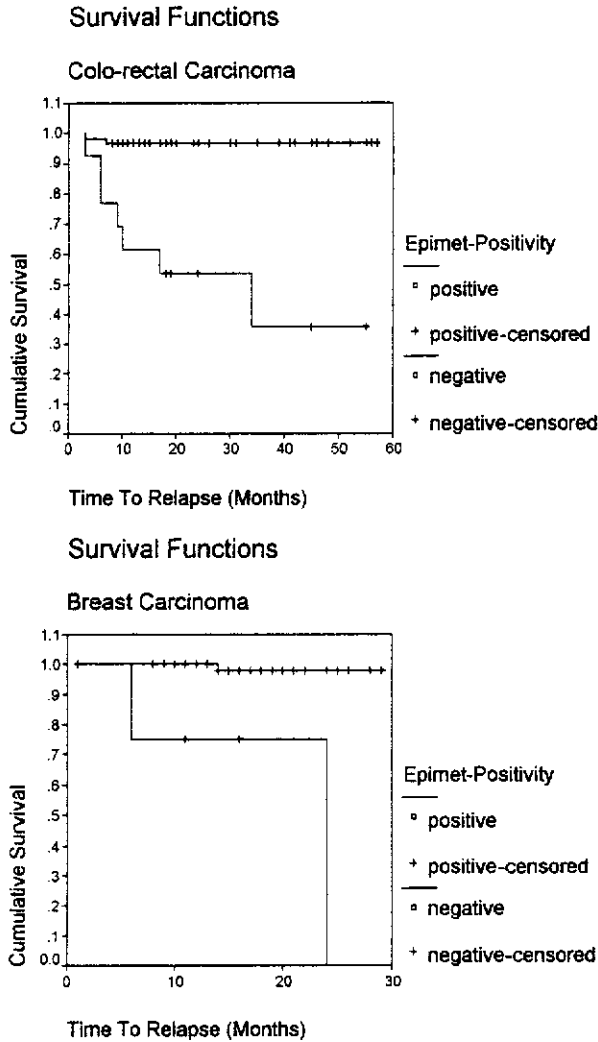 Survival Functions
Colo-rectal Carcinoma
Cumulative Survival
1.1
1.0
.9
.8
.7
.6
.5
.4
.3
.2
.1
.0
0
10
20
30
40
50
60
Time To Relapse (Months)
Epimet-Positivity
positive
positive-censored
negative
negative-censored
Survival Functions
Breast Carcinoma
Cumulative Survival
1.1
1.0
.9
.8
.7
.6
.5
.4
.3
.2
.1
0.0
0
10
20
30
Time To Relapse (Months)
Epimet-Positivity
positive
positive-censored
negative
negative-censored